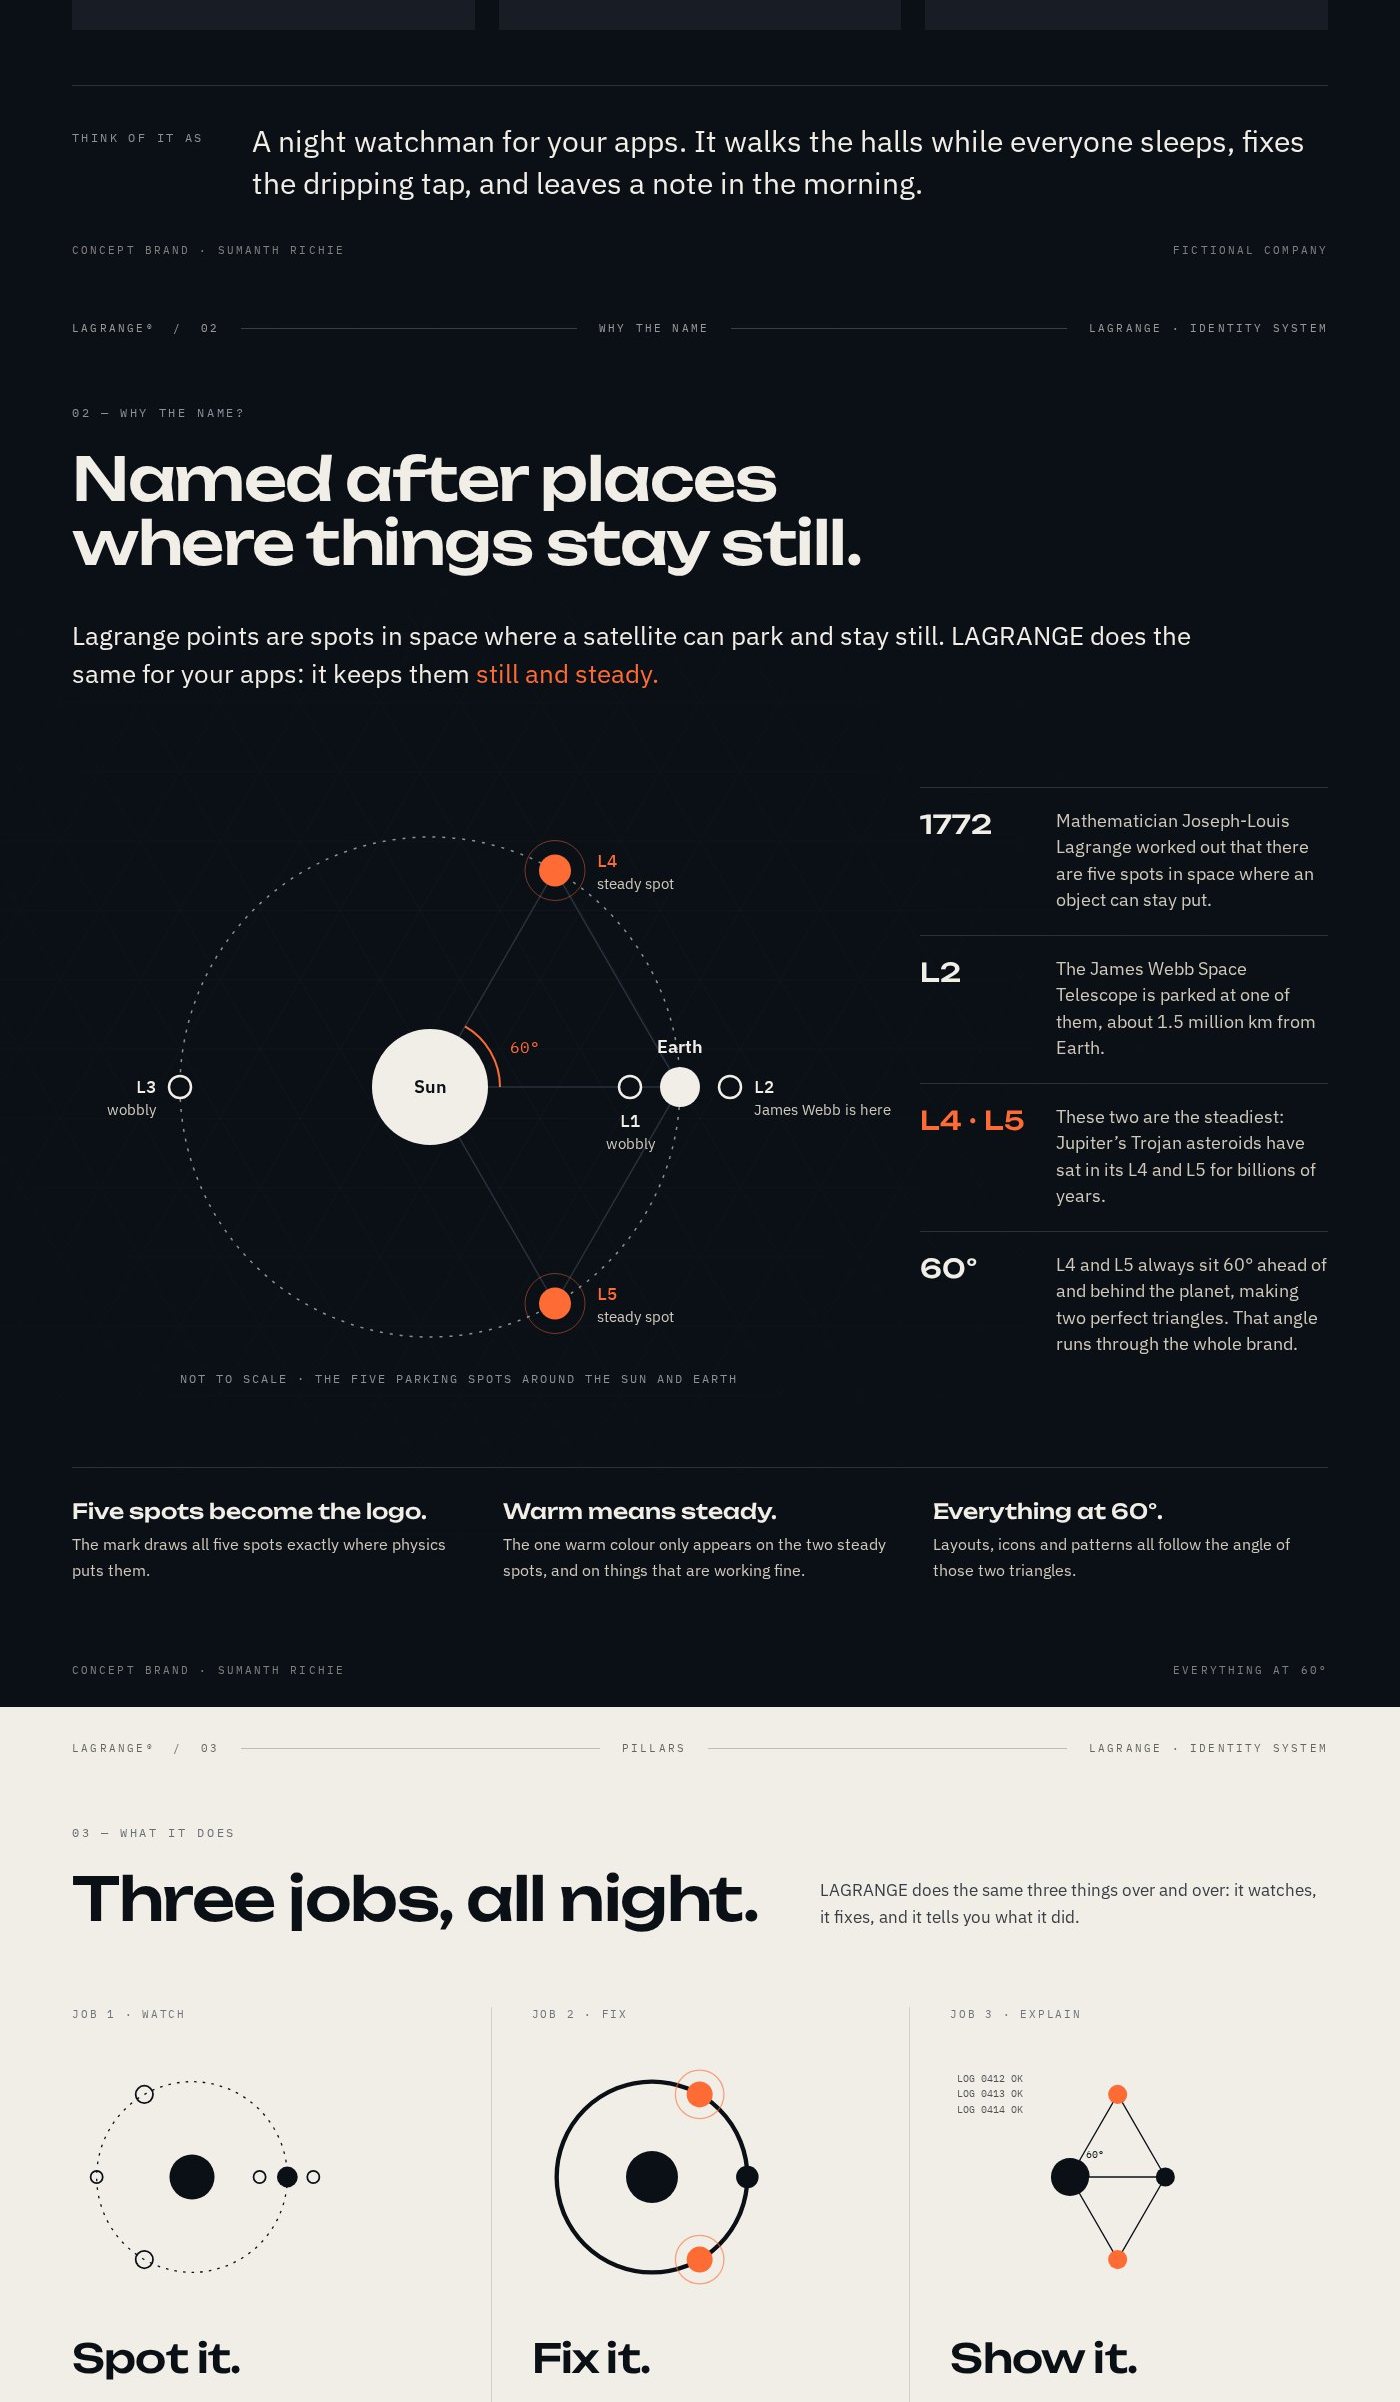 THINK OF IT AS
A night watchman for your apps. It walks the halls while everyone sleeps, fixes
the dripping tap, and leaves a note in the morning.
CONCEPT BRAND · SUMANTH RICHIE
FICTIONAL COMPANY
LAGRANGE® / 02
WHY THE NAME
LAGRANGE · IDENTITY SYSTEM
02 — WHY THE NAME?
Named after places
where things stay still.
Lagrange points are spots in space where a satellite can park and stay still. LAGRANGE does the
same for your apps: it keeps them still and steady.
L4
steady spot
60°
Earth
Sun
L3
wobbly
L1
wobbly
L2
James Webb is here
L5
steady spot
NOT TO SCALE · THE FIVE PARKING SPOTS AROUND THE SUN AND EARTH
1772
Mathematician Joseph-Louis
Lagrange worked out that there
are five spots in space where an
object can stay put.
L2
The James Webb Space
Telescope is parked at one of
them, about 1.5 million km from
Earth.
L4 · L5
These two are the steadiest:
Jupiter’s Trojan asteroids have
sat in its L4 and L5 for billions of
years.
60°
L4 and L5 always sit 60° ahead of
and behind the planet, making
two perfect triangles. That angle
runs through the whole brand.
Five spots become the logo.
The mark draws all five spots exactly where physics
puts them.
Warm means steady.
The one warm colour only appears on the two steady
spots, and on things that are working fine.
Everything at 60°.
Layouts, icons and patterns all follow the angle of
those two triangles.
CONCEPT BRAND · SUMANTH RICHIE
EVERYTHING AT 60°
LAGRANGE® / 03
PILLARS
LAGRANGE · IDENTITY SYSTEM
03 — WHAT IT DOES
Three jobs, all night.
LAGRANGE does the same three things over and over: it watches,
it fixes, and it tells you what it did.
JOB 1 · WATCH
Spot it.
JOB 2 · FIX
Fix it.
JOB 3 · EXPLAIN
LOG 0412 OK
LOG 0413 OK
LOG 0414 OK
60°
Show it.